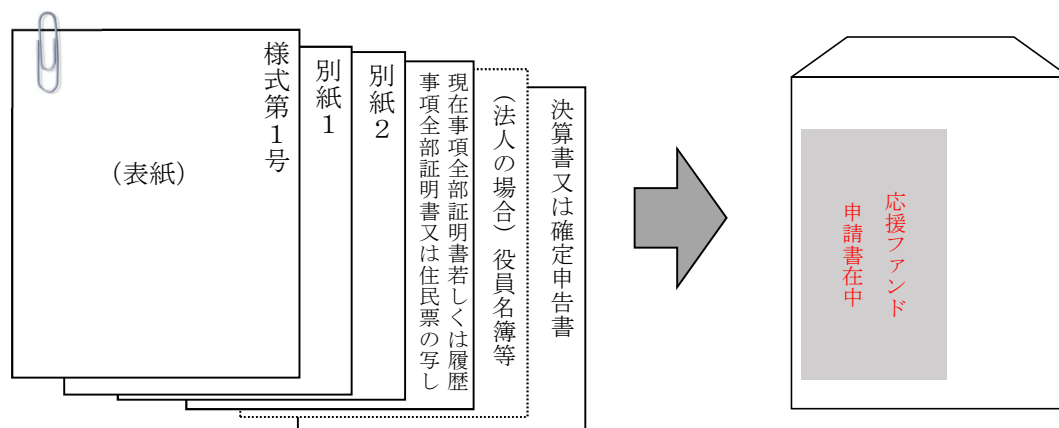 様式第1号
(表紙)
別紙1
別紙2
現在事項全部証明書若しくは履歴
事項全部証明書又は住民票の写し
(法人の場合)役員名簿等
決算書又は確定申告書
応援ファンド
申請書在中